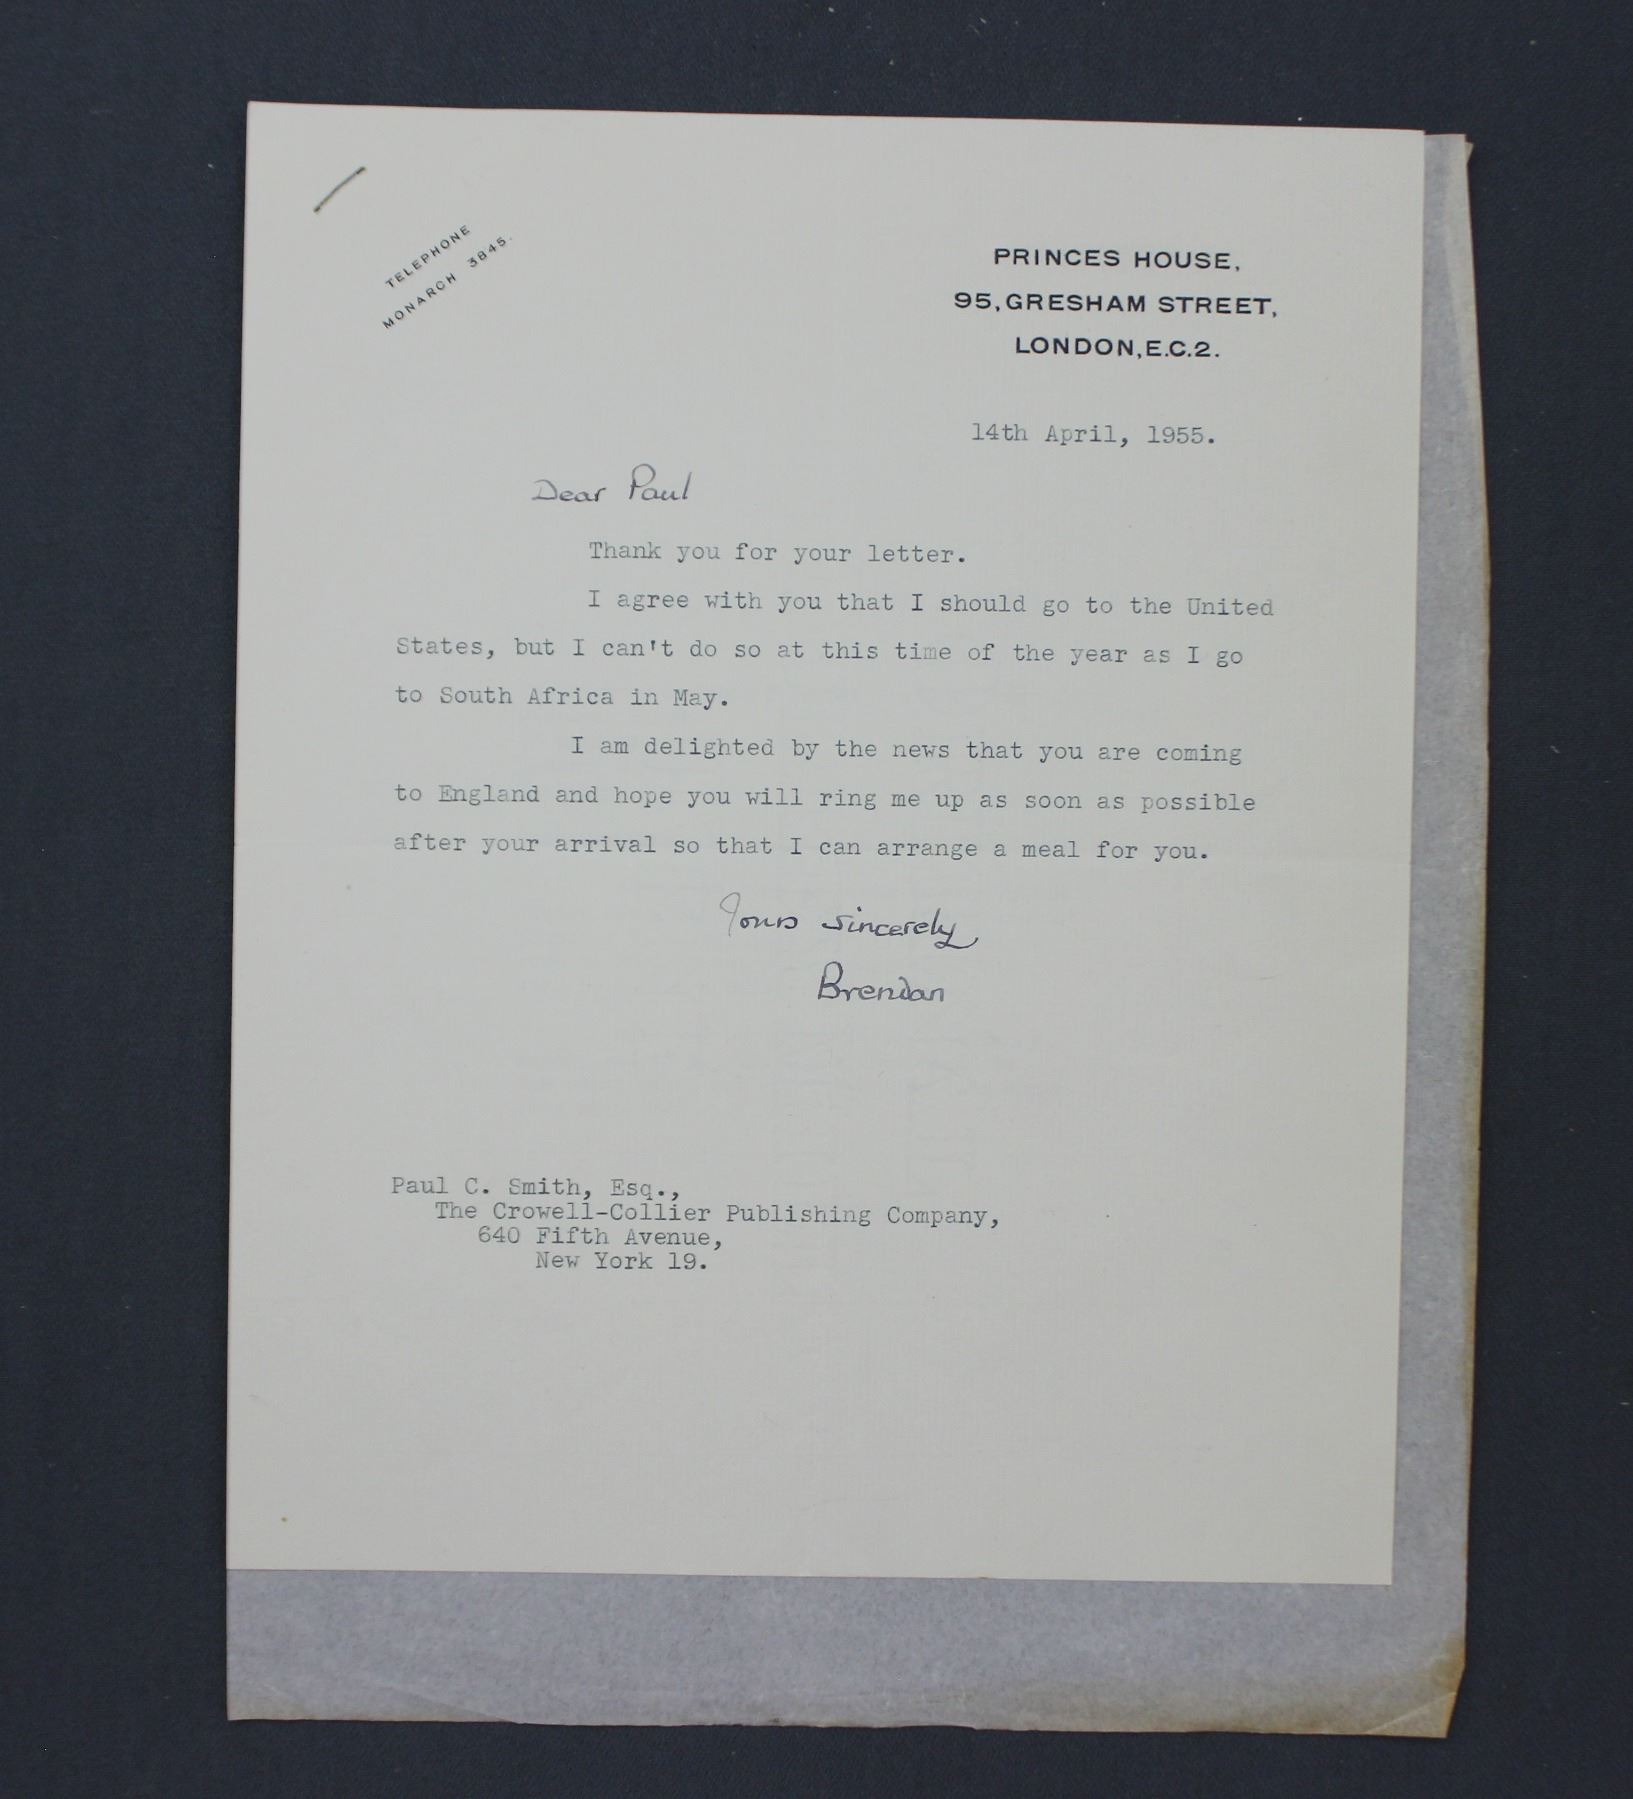 TELEPHONE
MONARCH 3845.
PRINCES HOUSE,
95, GRESHAM STREET,
LONDON, E.C.2.
14th April, 1955.
Dear Paul
Thank you for your letter.
I agree with you that I should go to the United
States, but I can't do so at this time of the year as I go
to South Africa in May.
I am delighted by the news that you are coming
to England and hope you will ring me up as soon as possible
after your arrival so that I can arrange a meal for you.
Yours sincerely
Brendan
Paul C. Smith, Esq.,
The Crowell-Collier Publishing Company,
640 Fifth Avenue,
New York 19.